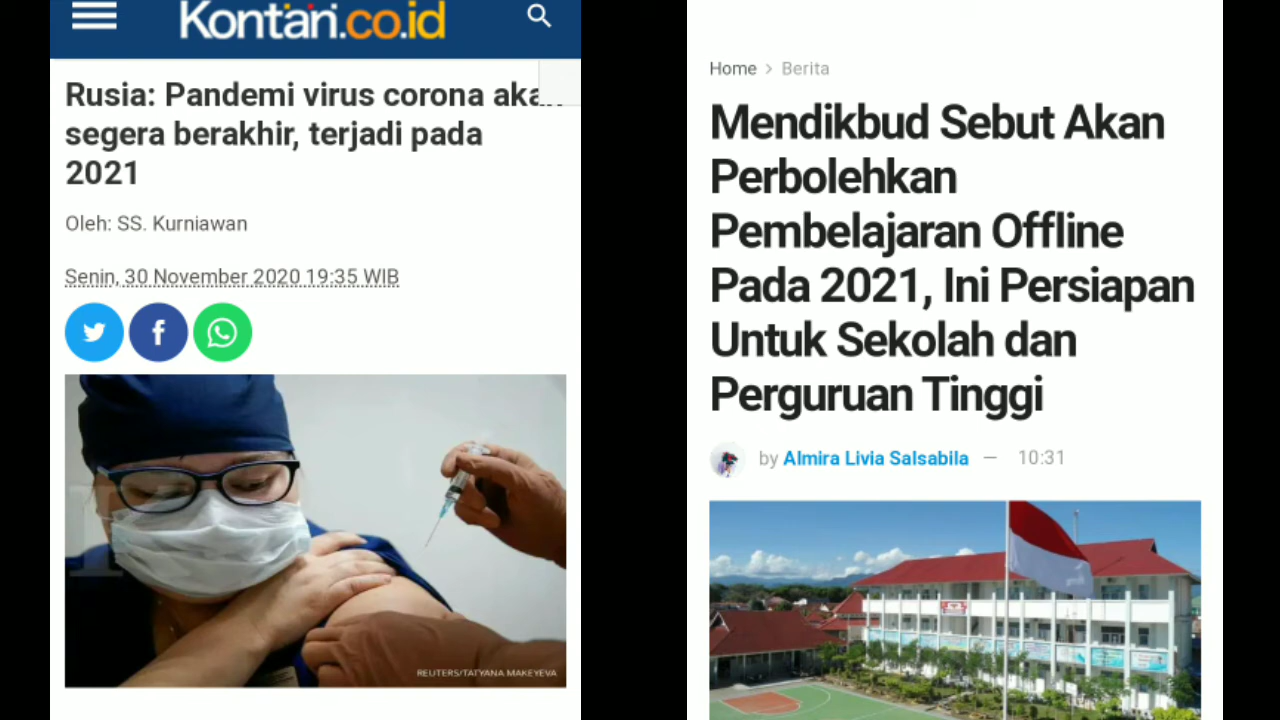 Kontan.co.id
Rusia: Pandemi virus corona akan
segera berakhir, terjadi pada
2021
Oleh: SS. Kurniawan
Senin, 30 November 2020 19:35 WIB
REUTERS/TATYANA MAKEYEVA
Home > Berita
Mendikbud Sebut Akan
Perbolehkan
Pembelajaran Offline
Pada 2021, Ini Persiapan
Untuk Sekolah dan
Perguruan Tinggi
by Almira Livia Salsabila — 10:31